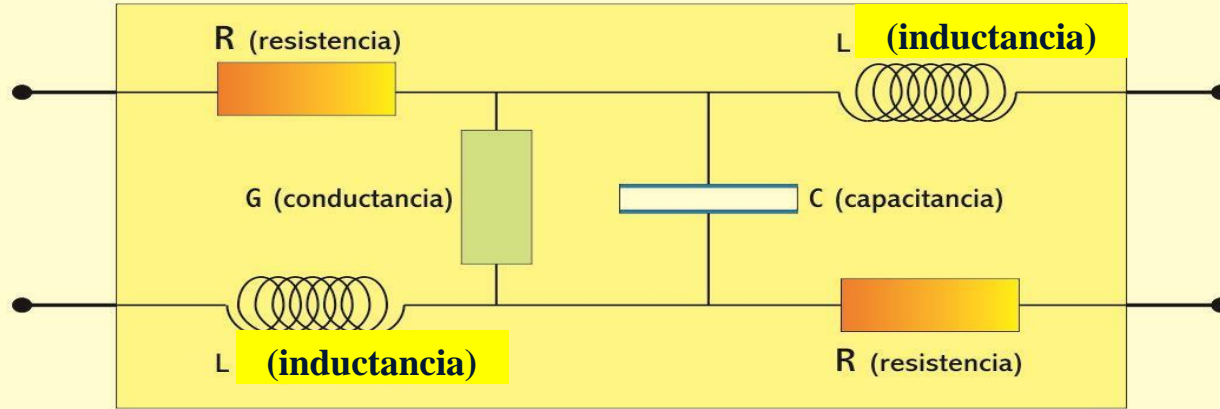 R (resistencia)
L (inductancia)
G (conductancia)
C (capacitancia)
L (inductancia)
R (resistencia)